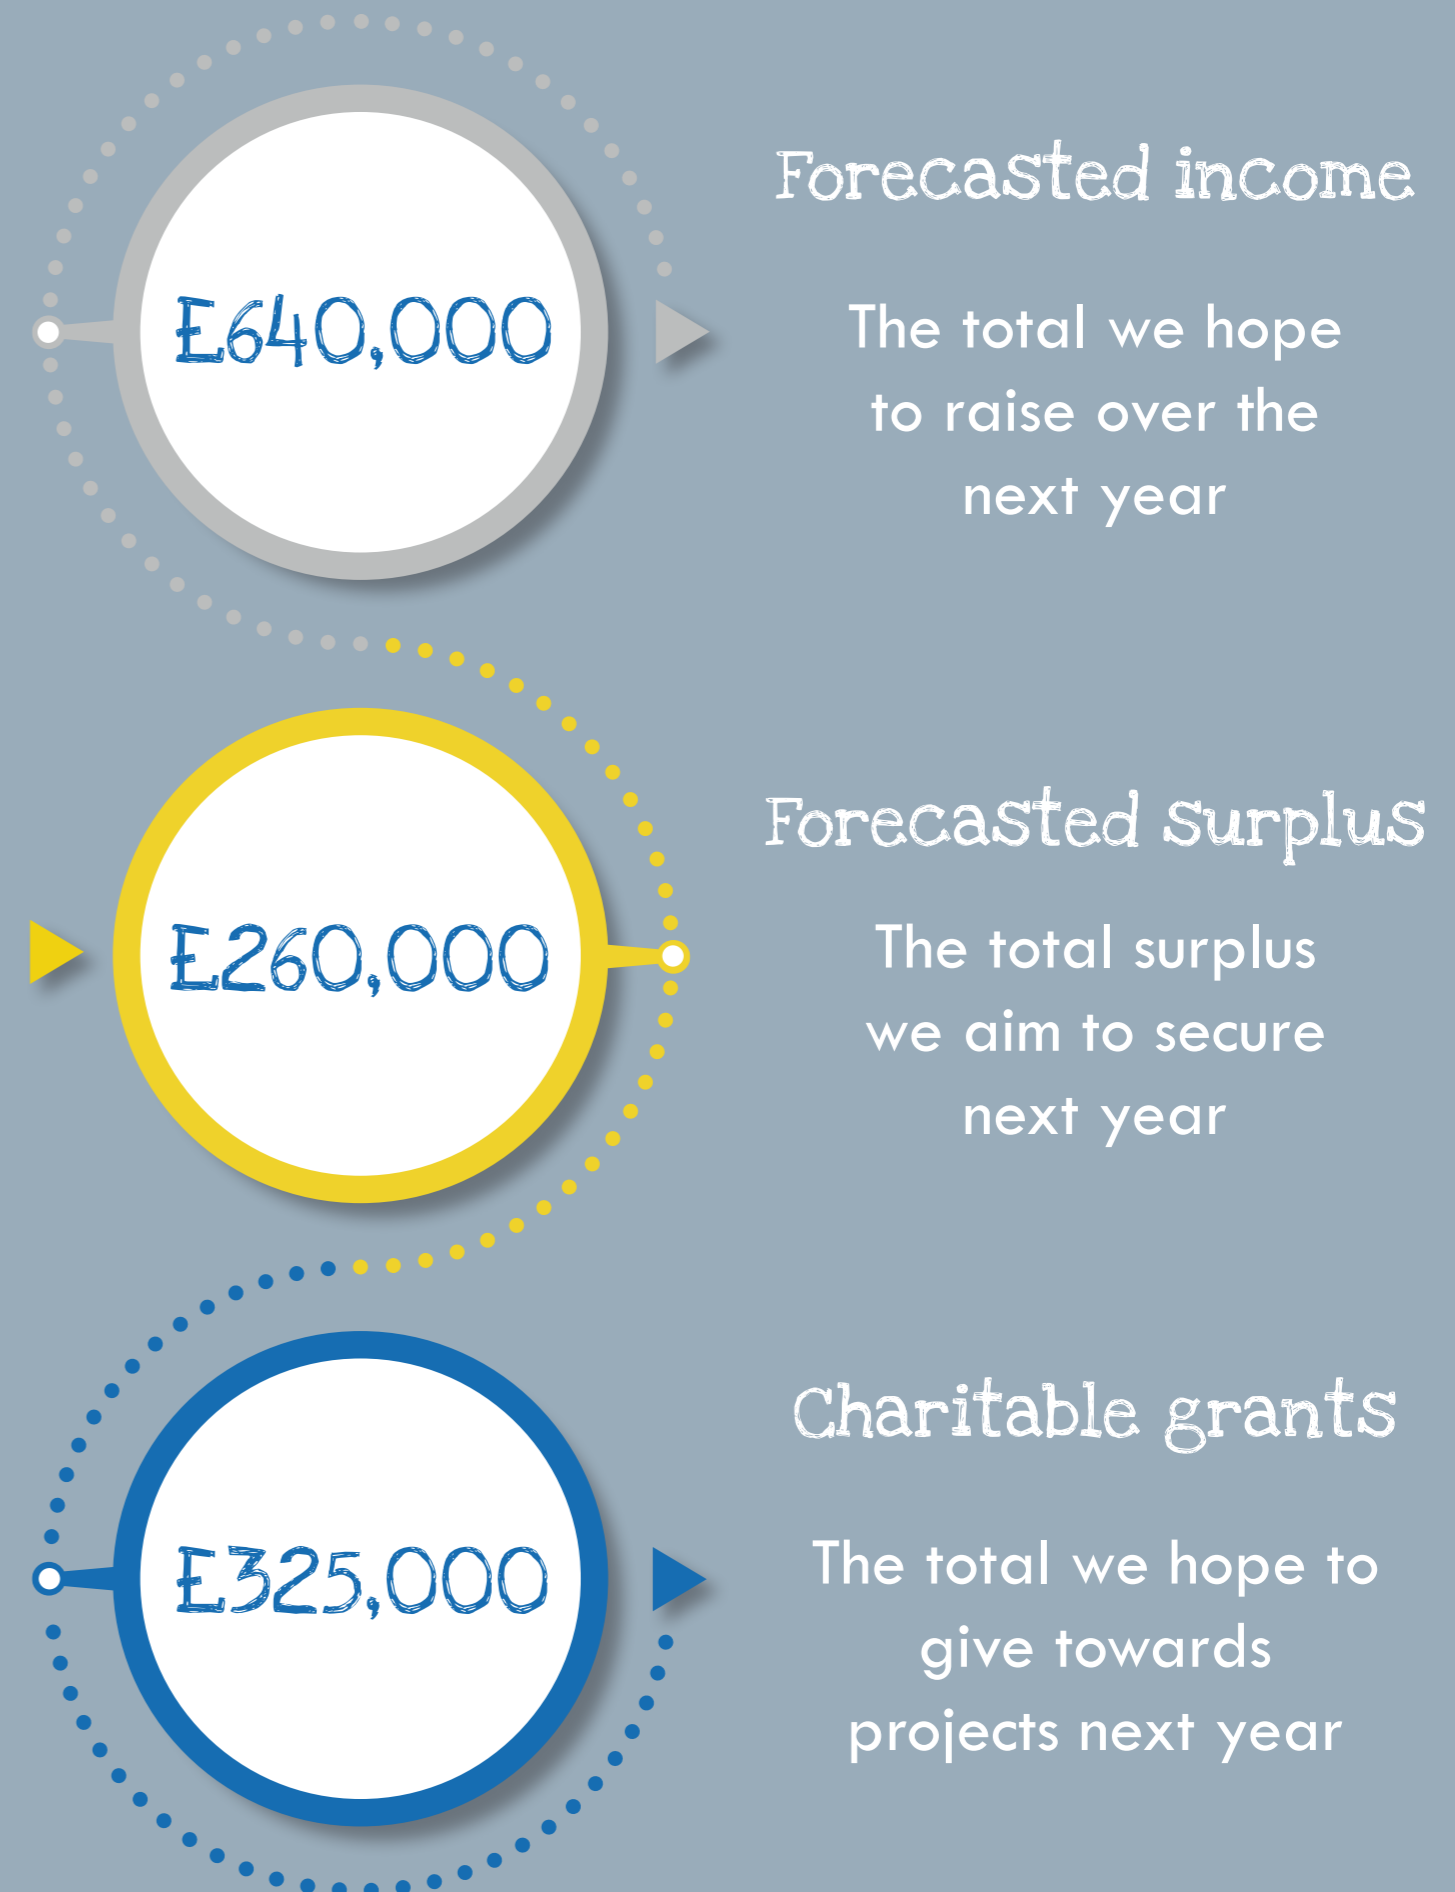 Forecasted income
£640,000
The total we hope
to raise over the
next year
Forecasted surplus
£260,000
The total surplus
we aim to secure
next year
Charitable grants
£325,000
The total we hope to
give towards
projects next year